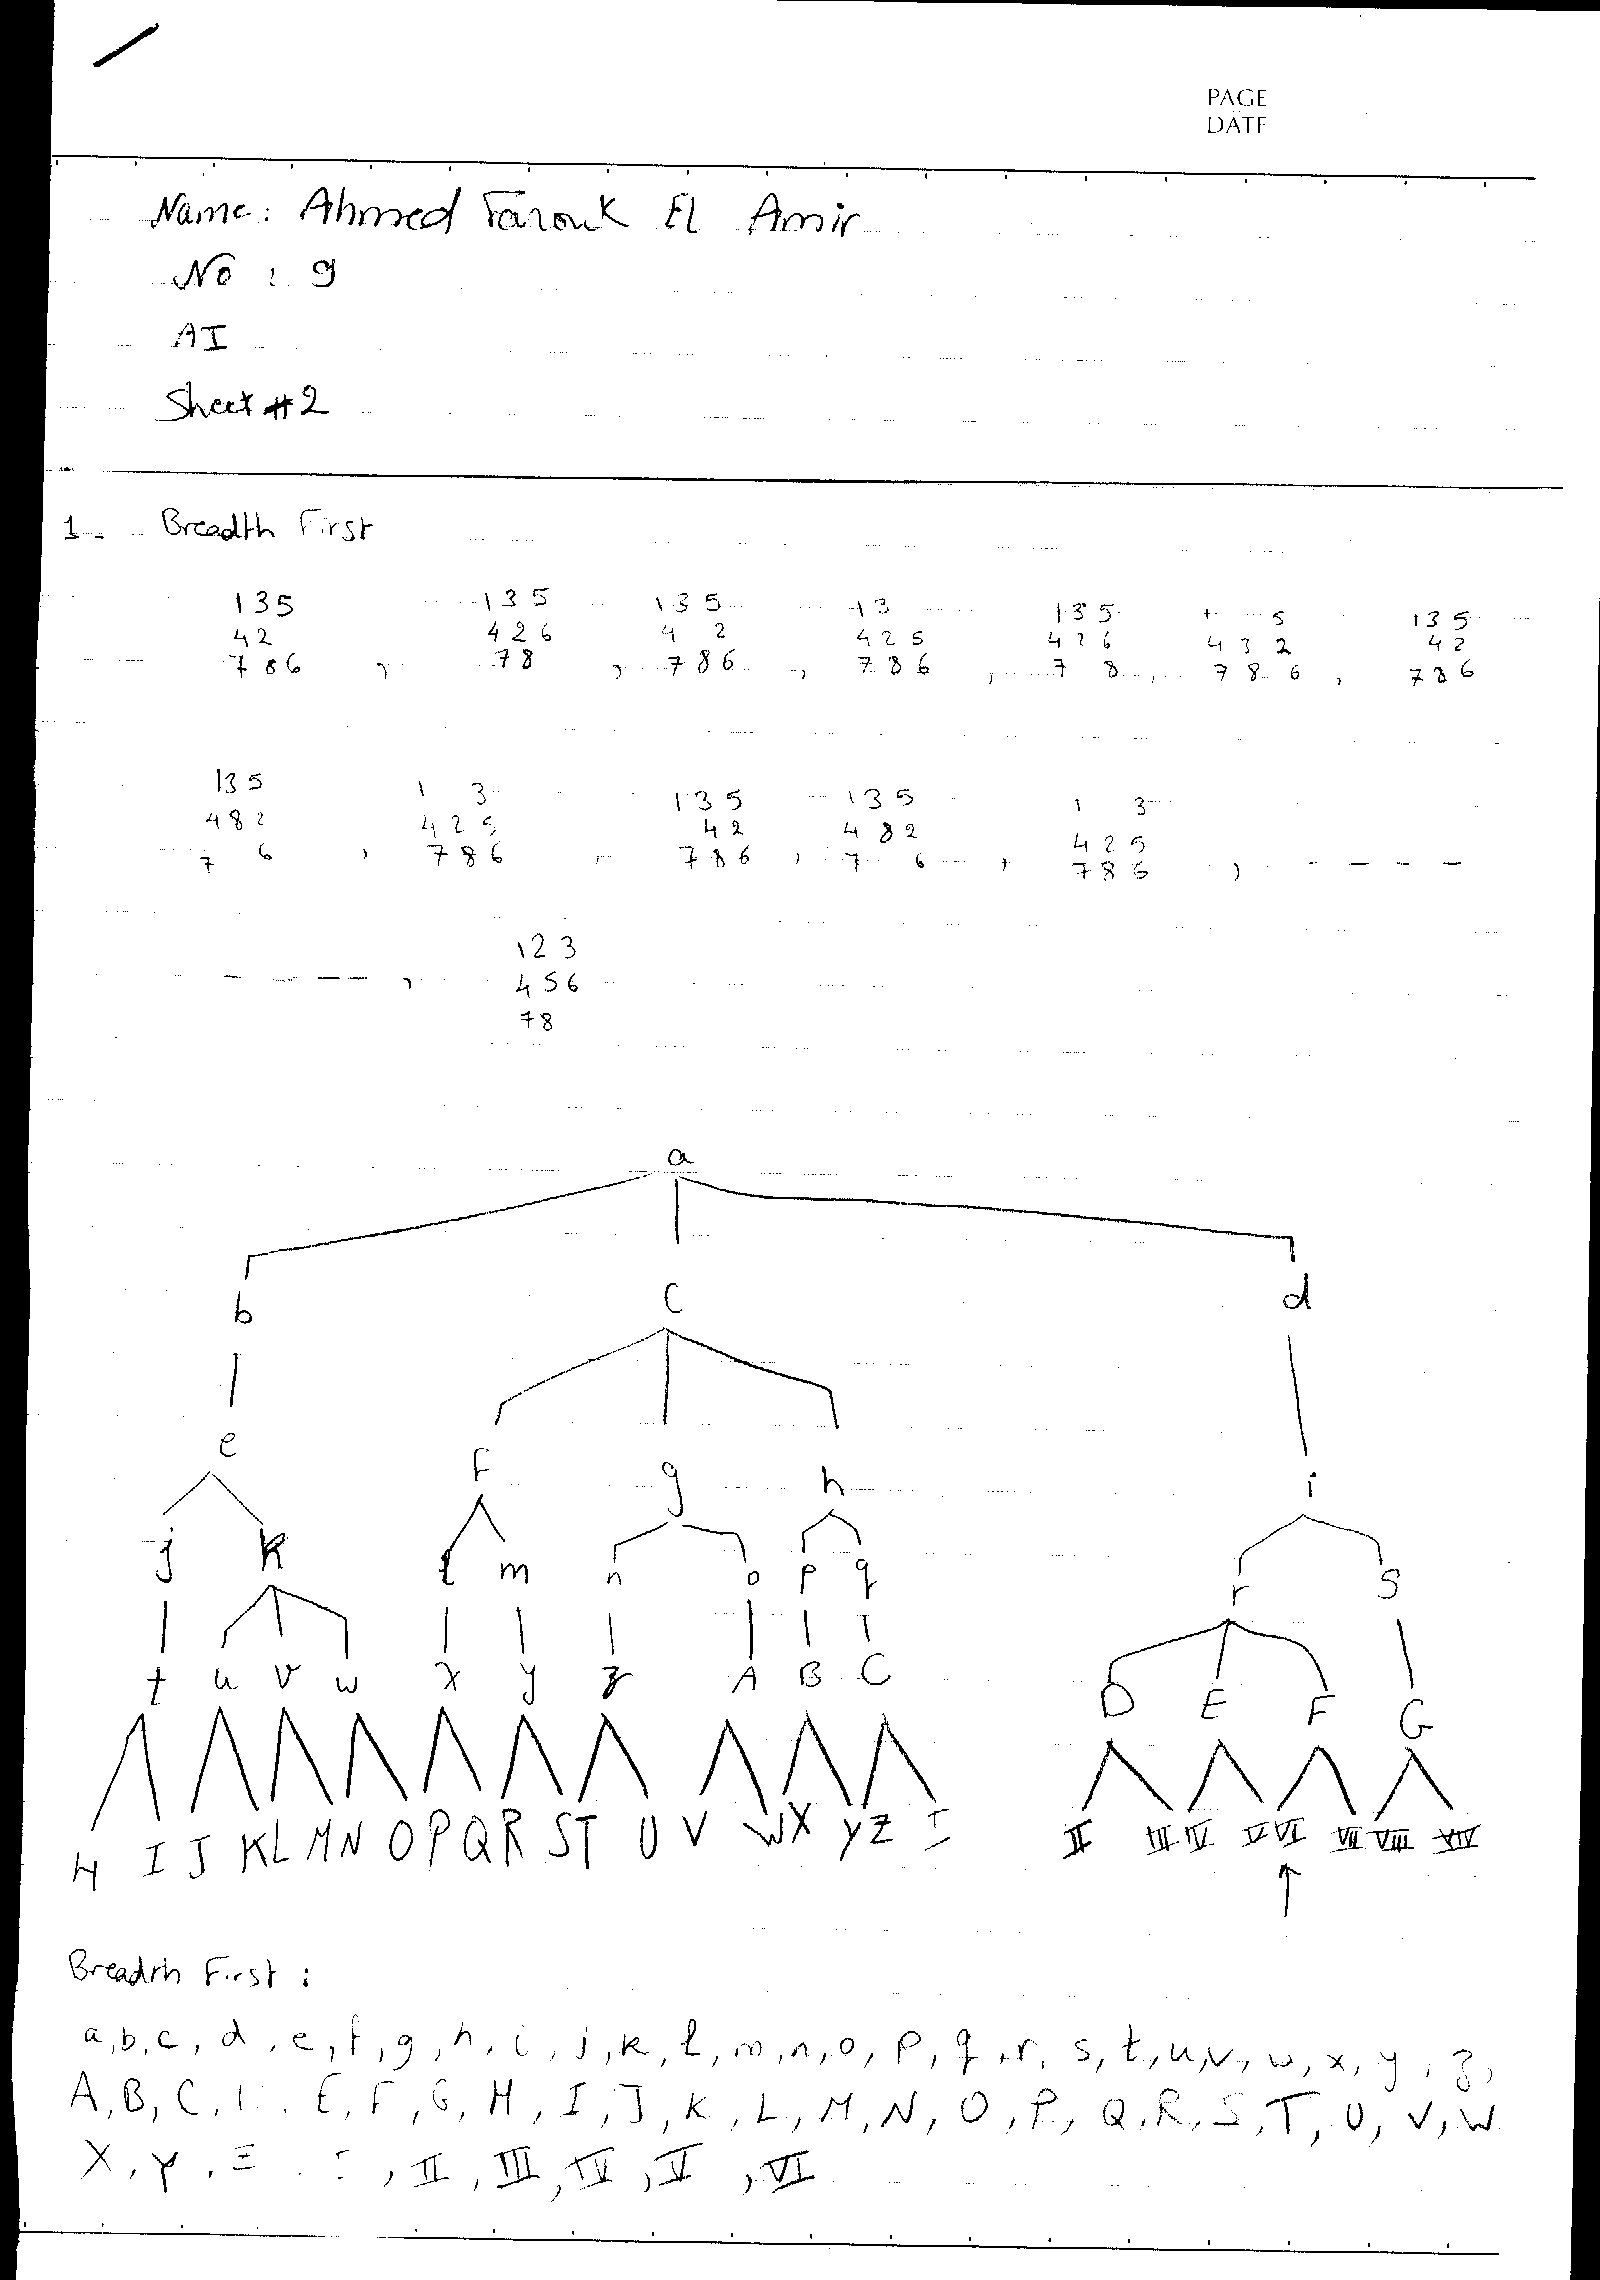 PAGE
DATE
Name: Ahmed Farouk El Amir
No : 9
AI
Sheet #2
1. Breadth First
135 135 135 13 135 1 5 135
42 426 4 2 425 426 432 42
786 , 78 , 786 , 786 , 7 8 , 786 , 786
135 1 3 135 135 1 3
482 425 42 482 425
7 6 , 786 , 786 , 7 6 , 786 , - - - - -
123
- - - - - , 456
78
a
b c d
e f g h i
j k l m n o p q r s
t u v w x y z A B C D E F G
H I J K L M N O P Q R S T U V W X Y Z I II III IV V VI VII VIII XIV
↑
Breadth First :
a, b, c, d, e, f, g, h, i, j, k, l, m, n, o, p, q, r, s, t, u, v, w, x, y, z,
A, B, C, E, F, G, H, I, J, K, L, M, N, O, P, Q, R, S, T, U, V, W
X, Y, Z, I, II, III, IV, V, VI